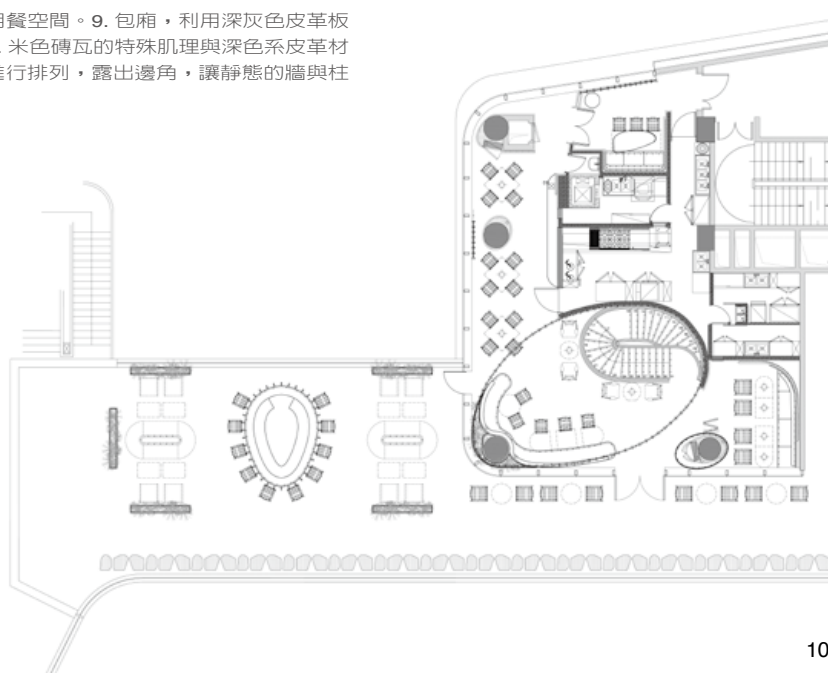 用餐空間。9. 包廂，利用深灰色皮革板
米色磚瓦的特殊肌理與深色系皮革材
進行排列，露出邊角，讓靜態的牆與柱
10